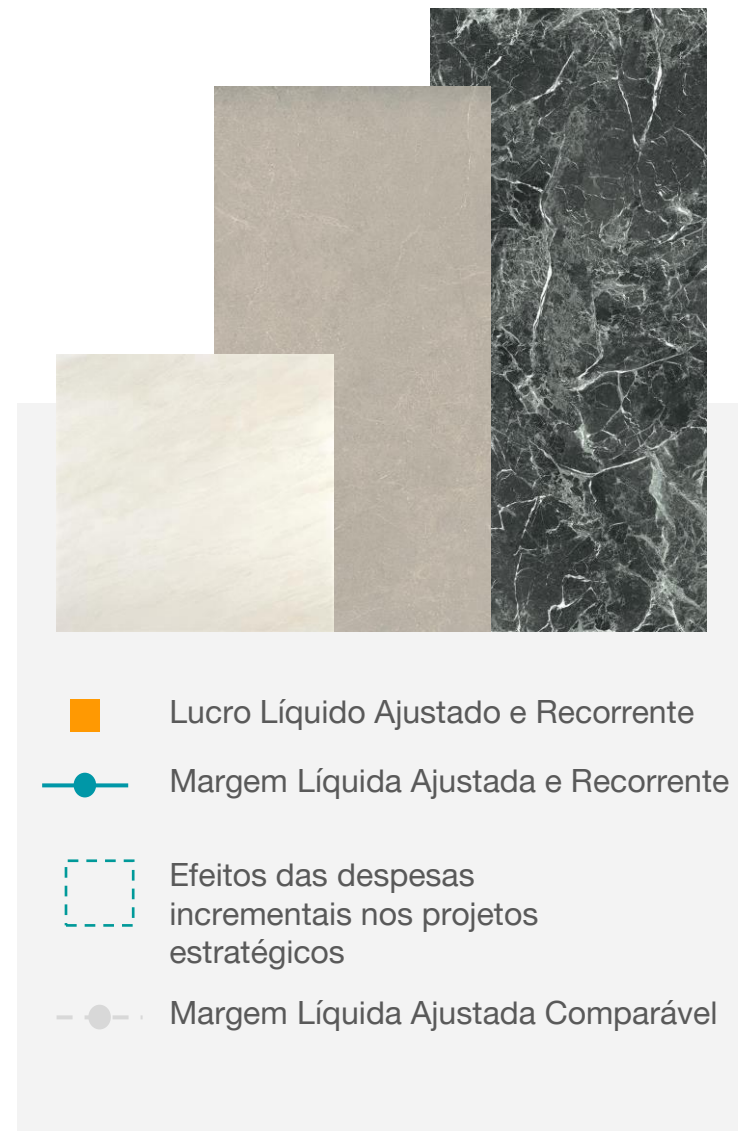 Lucro Líquido Ajustado e Recorrente
Margem Líquida Ajustada e Recorrente
Efeitos das despesas
incrementais nos projetos
estratégicos
Margem Líquida Ajustada Comparável